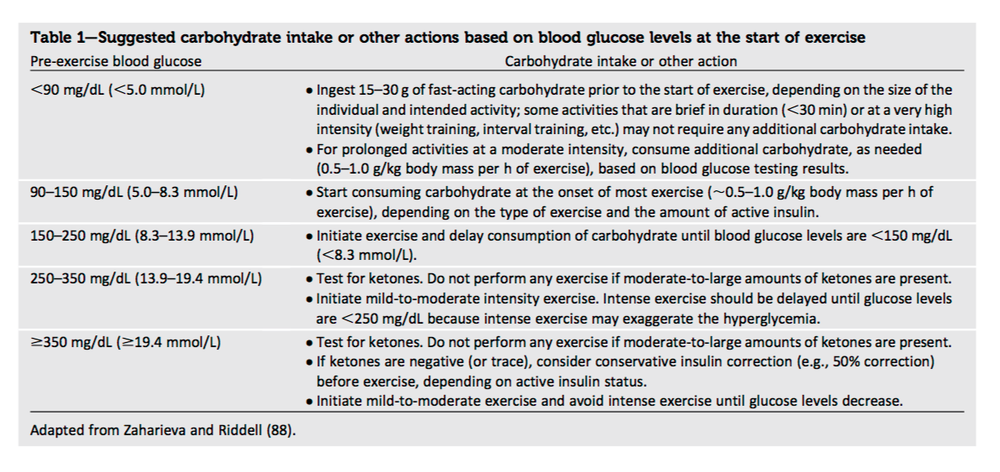 Table 1—Suggested carbohydrate intake or other actions based on blood glucose levels at the start of exercise
Pre-exercise blood glucose Carbohydrate intake or other action
<90 mg/dL (<5.0 mmol/L) • Ingest 15–30 g of fast-acting carbohydrate prior to the start of exercise, depending on the size of the
individual and intended activity; some activities that are brief in duration (<30 min) or at a very high
intensity (weight training, interval training, etc.) may not require any additional carbohydrate intake.
• For prolonged activities at a moderate intensity, consume additional carbohydrate, as needed
(0.5–1.0 g/kg body mass per h of exercise), based on blood glucose testing results.
90–150 mg/dL (5.0–8.3 mmol/L) • Start consuming carbohydrate at the onset of most exercise (∼0.5–1.0 g/kg body mass per h of
exercise), depending on the type of exercise and the amount of active insulin.
150–250 mg/dL (8.3–13.9 mmol/L) • Initiate exercise and delay consumption of carbohydrate until blood glucose levels are <150 mg/dL
(<8.3 mmol/L).
250–350 mg/dL (13.9–19.4 mmol/L) • Test for ketones. Do not perform any exercise if moderate-to-large amounts of ketones are present.
• Initiate mild-to-moderate intensity exercise. Intense exercise should be delayed until glucose levels
are <250 mg/dL because intense exercise may exaggerate the hyperglycemia.
≥350 mg/dL (≥19.4 mmol/L) • Test for ketones. Do not perform any exercise if moderate-to-large amounts of ketones are present.
• If ketones are negative (or trace), consider conservative insulin correction (e.g., 50% correction)
before exercise, depending on active insulin status.
• Initiate mild-to-moderate exercise and avoid intense exercise until glucose levels decrease.
Adapted from Zaharieva and Riddell (88).